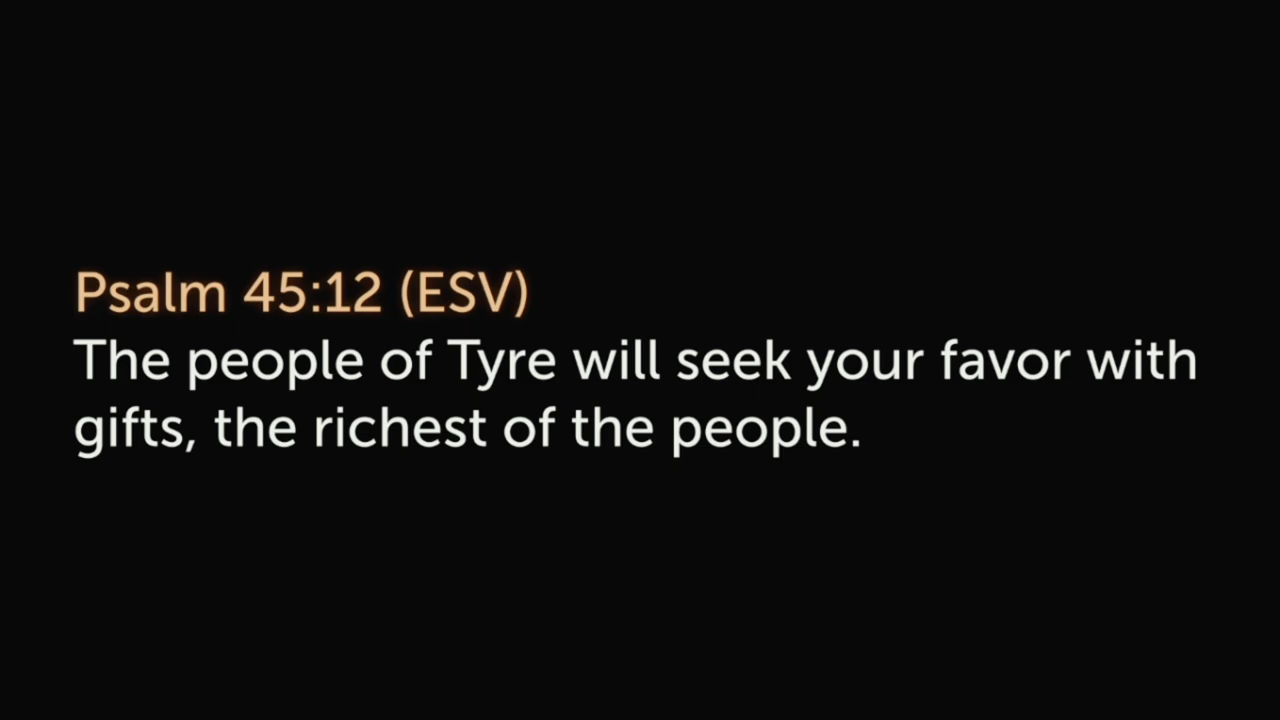 Psalm 45:12 (ESV)
The people of Tyre will seek your favor with
gifts, the richest of the people.